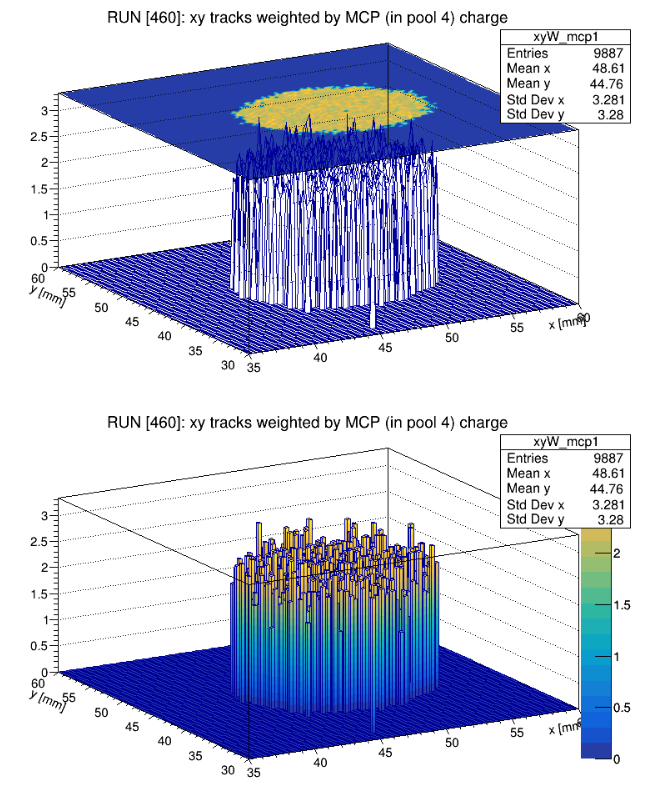 RUN [460]: xy tracks weighted by MCP (in pool 4) charge
xyW_mcp1
Entries 9887
Mean x 48.61
Mean y 44.76
Std Dev x 3.281
Std Dev y 3.28
3
2.5
2
1.5
1
0.5
0
60
55
50
45
40
35
30
y [mm]
35
40
45
50
55
60
x [mm]
RUN [460]: xy tracks weighted by MCP (in pool 4) charge
xyW_mcp1
Entries 9887
Mean x 48.61
Mean y 44.76
Std Dev x 3.281
Std Dev y 3.28
3
2.5
2
1.5
1
0.5
0
60
55
50
45
40
35
30
y [mm]
35
40
45
50
55
x [mm
2
1.5
1
0.5
0